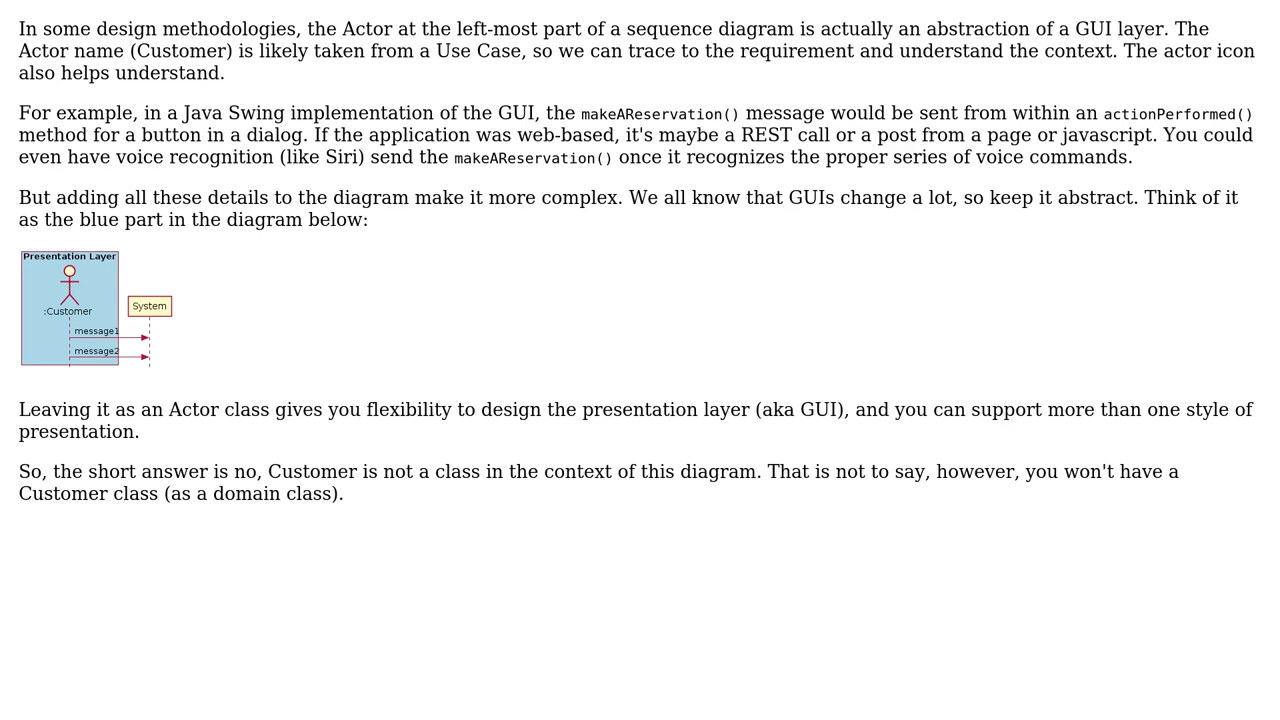 In some design methodologies, the Actor at the left-most part of a sequence diagram is actually an abstraction of a GUI layer. The
Actor name (Customer) is likely taken from a Use Case, so we can trace to the requirement and understand the context. The actor icon
also helps understand.
For example, in a Java Swing implementation of the GUI, the makeAReservation() message would be sent from within an actionPerformed()
method for a button in a dialog. If the application was web-based, it's maybe a REST call or a post from a page or javascript. You could
even have voice recognition (like Siri) send the makeAReservation() once it recognizes the proper series of voice commands.
But adding all these details to the diagram make it more complex. We all know that GUIs change a lot, so keep it abstract. Think of it
as the blue part in the diagram below:
Presentation Layer
:Customer
System
message1
message2
Leaving it as an Actor class gives you flexibility to design the presentation layer (aka GUI), and you can support more than one style of
presentation.
So, the short answer is no, Customer is not a class in the context of this diagram. That is not to say, however, you won't have a
Customer class (as a domain class).